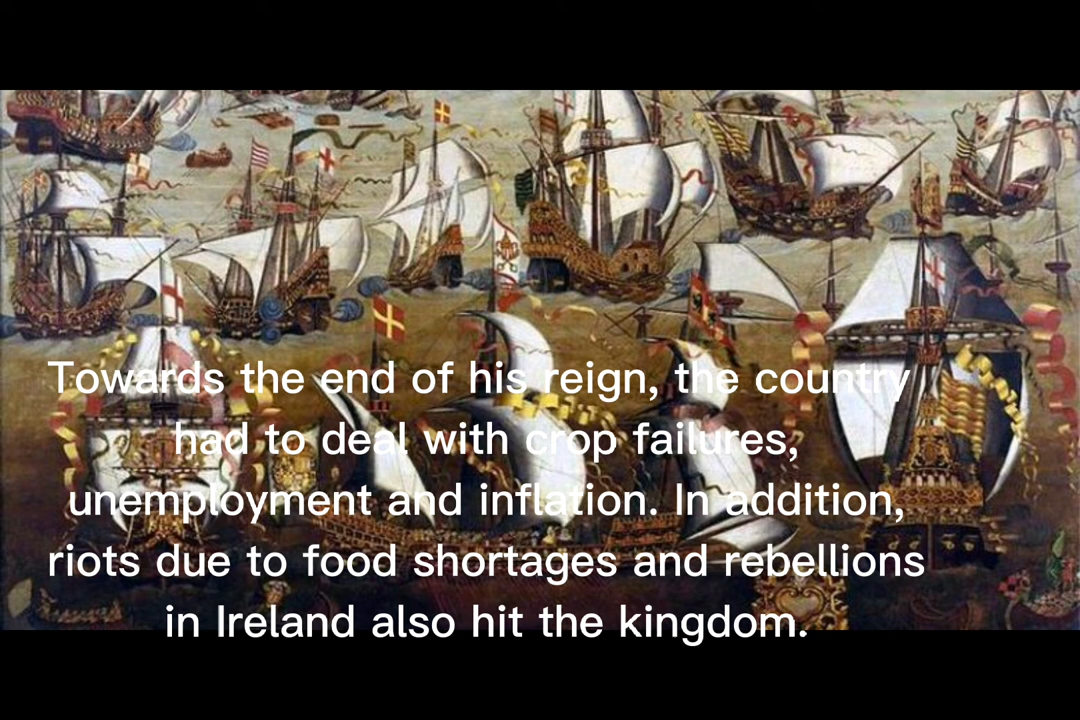 Towards the end of his reign, the country
had to deal with crop failures,
unemployment and inflation. In addition,
riots due to food shortages and rebellions
in Ireland also hit the kingdom.